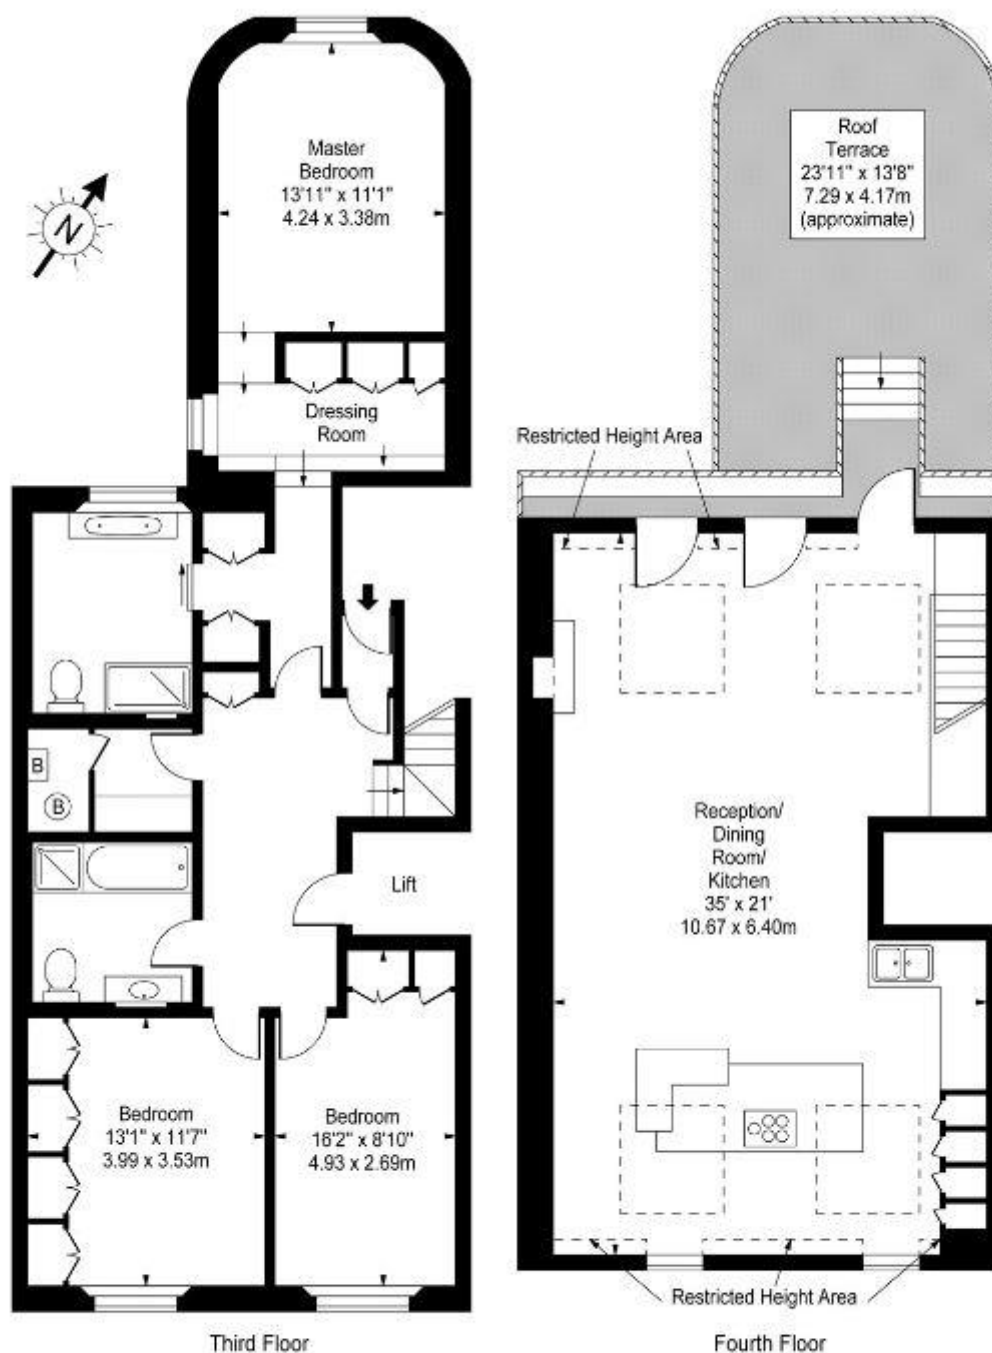 Master
Bedroom
13'11" x 11'1"
4.24 x 3.38m
N
Dressing
Room
B
B
Lift
Bedroom
13'1" x 11'7"
3.99 x 3.53m
Bedroom
16'2" x 8'10"
4.93 x 2.69m
Third Floor
Roof
Terrace
23'11" x 13'8"
7.29 x 4.17m
(approximate)
Restricted Height Area
Reception/
Dining
Room/
Kitchen
35' x 21'
10.67 x 6.40m
Restricted Height Area
Fourth Floor